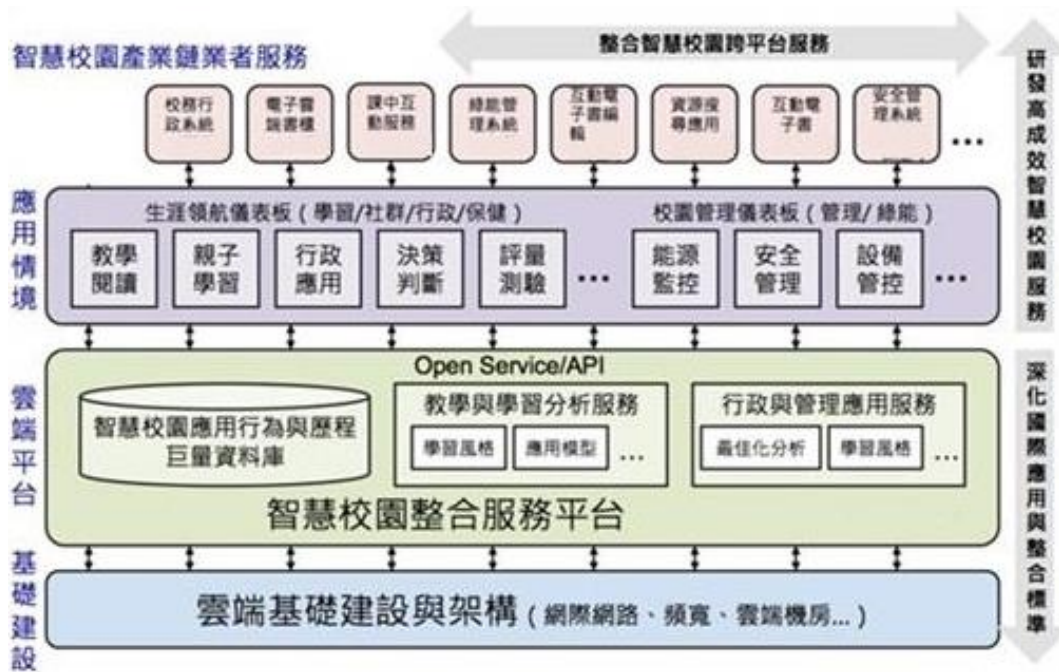 整合智慧校園跨平台服務
智慧校園產業鏈業者服務
校務行
政系統
電子雲
端書櫃
課中互
動服務
綠能管
理系統
互動電
子書編
輯
資源搜
尋應用
互動電
子書
安全管
理系統
...
研發高成效智慧校園服務
應用情境
生涯領航儀表板(學習/社群/行政/保健)
校園管理儀表板(管理/綠能)
教學
閱讀
親子
學習
行政
應用
決策
判斷
評量
測驗
...
能源
監控
安全
管理
設備
管控
...
雲端平台
Open Service/API
智慧校園應用行為與歷程
巨量資料庫
教學與學習分析服務
學習風格
應用模型
...
行政與管理應用服務
最佳化分析
學習風格
...
智慧校園整合服務平台
深化國際應用與整合標準
基礎建設
雲端基礎建設與架構(網際網路、頻寬、雲端機房...)